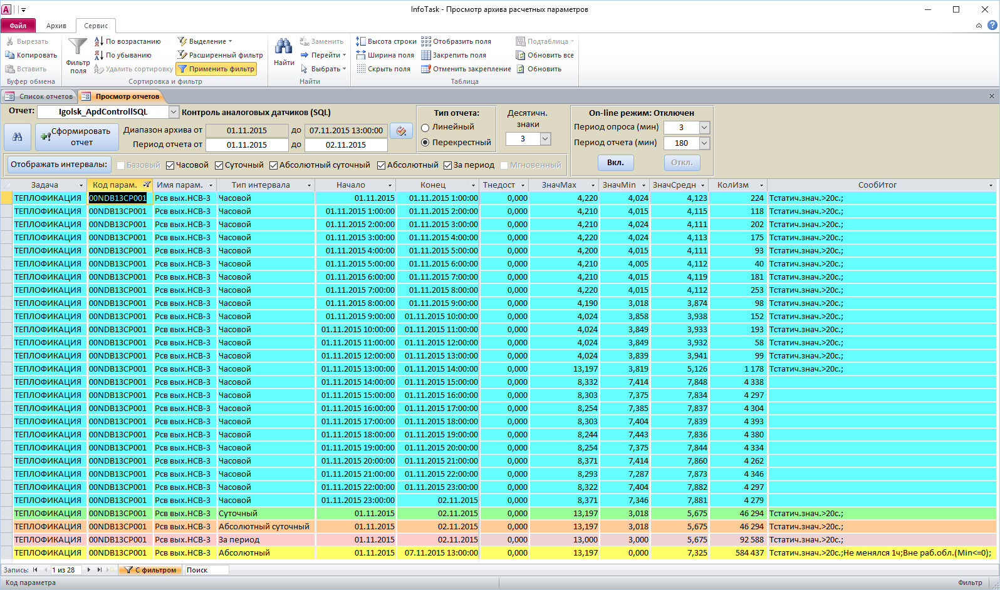 InfoTask - Просмотр архива расчетных параметров
Файл Архив Сервис
Вырезать
Копировать
Вставить
Буфер обмена
Фильтр поля
По возрастанию
По убыванию
Удалить сортировку
Выделение
Расширенный фильтр
Применить фильтр
Сортировка и фильтр
Найти
Заменить
Перейти
Выбрать
Найти
Высота строки
Ширина поля
Скрыть поля
Отобразить поля
Закрепить поля
Отменить закрепление
Подтаблица
Обновить все
Обновить
Таблица
Список отчетов Просмотр отчетов
Отчет: Igolsk_ApdControllSQL Контроль аналоговых датчиков (SQL)
Сформировать отчет
Диапазон архива от 01.11.2015 до 07.11.2015 13:00:00
Период отчета от 01.11.2015 до 02.11.2015
Тип отчета:
Линейный
Перекрестный
Десятичн. знаки
3
On-line режим: Отключен
Период опроса (мин) 3
Период отчета (мин) 180
Вкл. Откл.
Отображать интервалы: Базовый Часовой Суточный Абсолютный суточный Абсолютный За период Мгновенный
Задача Код парам. Имя парам. Тип интервала Начало Конец Тнедост ЗначMax ЗначMin ЗначСредн КолИзм СообИтог
ТЕПЛОФИКАЦИЯ 00NDB13CP001 Рсв вых.НСВ-3 Часовой 01.11.2015 01.11.2015 1:00:00 0,000 4,220 4,024 4,123 224 Тстатич.знач.>20с.;
ТЕПЛОФИКАЦИЯ 00NDB13CP001 Рсв вых.НСВ-3 Часовой 01.11.2015 1:00:00 01.11.2015 2:00:00 0,000 4,210 4,015 4,115 118 Тстатич.знач.>20с.;
ТЕПЛОФИКАЦИЯ 00NDB13CP001 Рсв вых.НСВ-3 Часовой 01.11.2015 2:00:00 01.11.2015 3:00:00 0,000 4,210 4,024 4,111 202 Тстатич.знач.>20с.;
ТЕПЛОФИКАЦИЯ 00NDB13CP001 Рсв вых.НСВ-3 Часовой 01.11.2015 3:00:00 01.11.2015 4:00:00 0,000 4,220 4,024 4,113 175 Тстатич.знач.>20с.;
ТЕПЛОФИКАЦИЯ 00NDB13CP001 Рсв вых.НСВ-3 Часовой 01.11.2015 4:00:00 01.11.2015 5:00:00 0,000 4,200 4,015 4,111 93 Тстатич.знач.>20с.;
ТЕПЛОФИКАЦИЯ 00NDB13CP001 Рсв вых.НСВ-3 Часовой 01.11.2015 5:00:00 01.11.2015 6:00:00 0,000 4,210 4,005 4,112 40 Тстатич.знач.>20с.;
ТЕПЛОФИКАЦИЯ 00NDB13CP001 Рсв вых.НСВ-3 Часовой 01.11.2015 6:00:00 01.11.2015 7:00:00 0,000 4,210 4,015 4,119 181 Тстатич.знач.>20с.;
ТЕПЛОФИКАЦИЯ 00NDB13CP001 Рсв вых.НСВ-3 Часовой 01.11.2015 7:00:00 01.11.2015 8:00:00 0,000 4,220 4,015 4,112 253 Тстатич.знач.>20с.;
ТЕПЛОФИКАЦИЯ 00NDB13CP001 Рсв вых.НСВ-3 Часовой 01.11.2015 8:00:00 01.11.2015 9:00:00 0,000 4,190 3,018 3,874 98 Тстатич.знач.>20с.;
ТЕПЛОФИКАЦИЯ 00NDB13CP001 Рсв вых.НСВ-3 Часовой 01.11.2015 9:00:00 01.11.2015 10:00:00 0,000 4,024 3,858 3,938 152 Тстатич.знач.>20с.;
ТЕПЛОФИКАЦИЯ 00NDB13CP001 Рсв вых.НСВ-3 Часовой 01.11.2015 10:00:00 01.11.2015 11:00:00 0,000 4,024 3,849 3,933 193 Тстатич.знач.>20с.;
ТЕПЛОФИКАЦИЯ 00NDB13CP001 Рсв вых.НСВ-3 Часовой 01.11.2015 11:00:00 01.11.2015 12:00:00 0,000 4,024 3,849 3,932 58 Тстатич.знач.>20с.;
ТЕПЛОФИКАЦИЯ 00NDB13CP001 Рсв вых.НСВ-3 Часовой 01.11.2015 12:00:00 01.11.2015 13:00:00 0,000 4,024 3,839 3,941 99 Тстатич.знач.>20с.;
ТЕПЛОФИКАЦИЯ 00NDB13CP001 Рсв вых.НСВ-3 Часовой 01.11.2015 13:00:00 01.11.2015 14:00:00 0,000 13,197 3,819 5,126 1 178 Тстатич.знач.>20с.;
ТЕПЛОФИКАЦИЯ 00NDB13CP001 Рсв вых.НСВ-3 Часовой 01.11.2015 14:00:00 01.11.2015 15:00:00 0,000 8,332 7,414 7,848 4 338
ТЕПЛОФИКАЦИЯ 00NDB13CP001 Рсв вых.НСВ-3 Часовой 01.11.2015 15:00:00 01.11.2015 16:00:00 0,000 8,303 7,375 7,834 4 297
ТЕПЛОФИКАЦИЯ 00NDB13CP001 Рсв вых.НСВ-3 Часовой 01.11.2015 16:00:00 01.11.2015 17:00:00 0,000 8,254 7,385 7,837 4 304
ТЕПЛОФИКАЦИЯ 00NDB13CP001 Рсв вых.НСВ-3 Часовой 01.11.2015 17:00:00 01.11.2015 18:00:00 0,000 8,303 7,404 7,839 4 393
ТЕПЛОФИКАЦИЯ 00NDB13CP001 Рсв вых.НСВ-3 Часовой 01.11.2015 18:00:00 01.11.2015 19:00:00 0,000 8,244 7,443 7,836 4 380
ТЕПЛОФИКАЦИЯ 00NDB13CP001 Рсв вых.НСВ-3 Часовой 01.11.2015 19:00:00 01.11.2015 20:00:00 0,000 8,254 7,375 7,844 4 334
ТЕПЛОФИКАЦИЯ 00NDB13CP001 Рсв вых.НСВ-3 Часовой 01.11.2015 20:00:00 01.11.2015 21:00:00 0,000 8,371 7,414 7,860 4 262
ТЕПЛОФИКАЦИЯ 00NDB13CP001 Рсв вых.НСВ-3 Часовой 01.11.2015 21:00:00 01.11.2015 22:00:00 0,000 8,293 7,287 7,873 4 346
ТЕПЛОФИКАЦИЯ 00NDB13CP001 Рсв вых.НСВ-3 Часовой 01.11.2015 22:00:00 01.11.2015 23:00:00 0,000 8,322 7,404 7,882 4 297
ТЕПЛОФИКАЦИЯ 00NDB13CP001 Рсв вых.НСВ-3 Часовой 01.11.2015 23:00:00 02.11.2015 0,000 8,371 7,346 7,881 4 279
ТЕПЛОФИКАЦИЯ 00NDB13CP001 Рсв вых.НСВ-3 Суточный 01.11.2015 02.11.2015 0,000 13,197 3,018 5,675 46 294 Тстатич.знач.>20с.;
ТЕПЛОФИКАЦИЯ 00NDB13CP001 Рсв вых.НСВ-3 Абсолютный суточный 01.11.2015 02.11.2015 0,000 13,197 3,018 5,675 46 294 Тстатич.знач.>20с.;
ТЕПЛОФИКАЦИЯ 00NDB13CP001 Рсв вых.НСВ-3 За период 01.11.2015 02.11.2015 0,000 13,000 3,000 5,675 92 588 Тстатич.знач.>20с.;
ТЕПЛОФИКАЦИЯ 00NDB13CP001 Рсв вых.НСВ-3 Абсолютный 01.11.2015 07.11.2015 13:00:00 0,000 13,197 0,000 7,325 584 437 Тстатич.знач.>20с.;Не менялся 1ч;Вне раб.обл.(Min<=0);
Запись: 1 из 28 С фильтром Поиск
Код параметра Фильтр